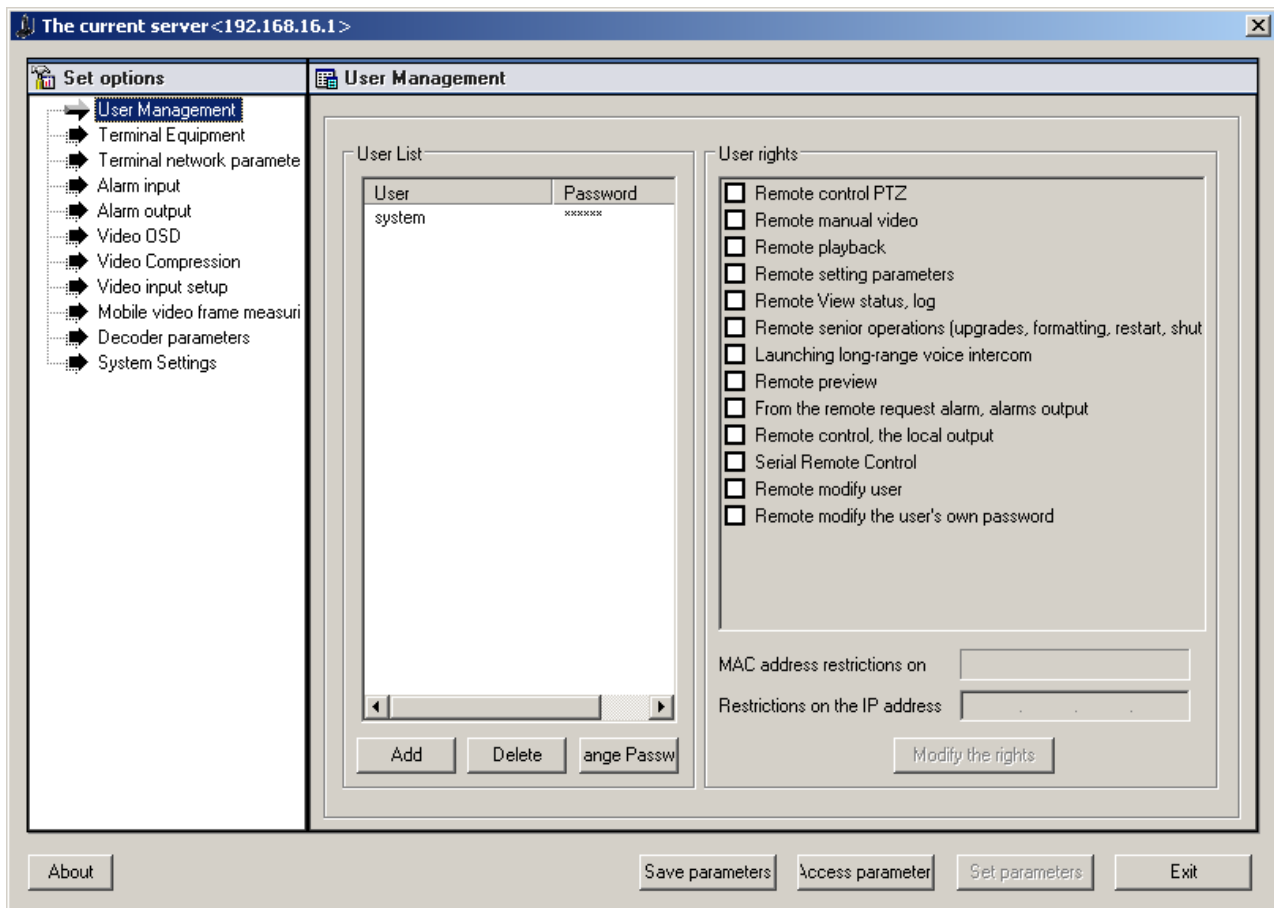 The current server<192.168.16.1>
Set options
User Management
Terminal Equipment
Terminal network paramete
Alarm input
Alarm output
Video OSD
Video Compression
Video input setup
Mobile video frame measuri
Decoder parameters
System Settings
User Management
User List
User Password
system ××××××
Add Delete ange Passw
User rights
Remote control PTZ
Remote manual video
Remote playback
Remote setting parameters
Remote View status, log
Remote senior operations (upgrades, formatting, restart, shut
Launching long-range voice intercom
Remote preview
From the remote request alarm, alarms output
Remote control, the local output
Serial Remote Control
Remote modify user
Remote modify the user's own password
MAC address restrictions on
Restrictions on the IP address . . .
Modify the rights
About Save parameters Access parameter Set parameters Exit